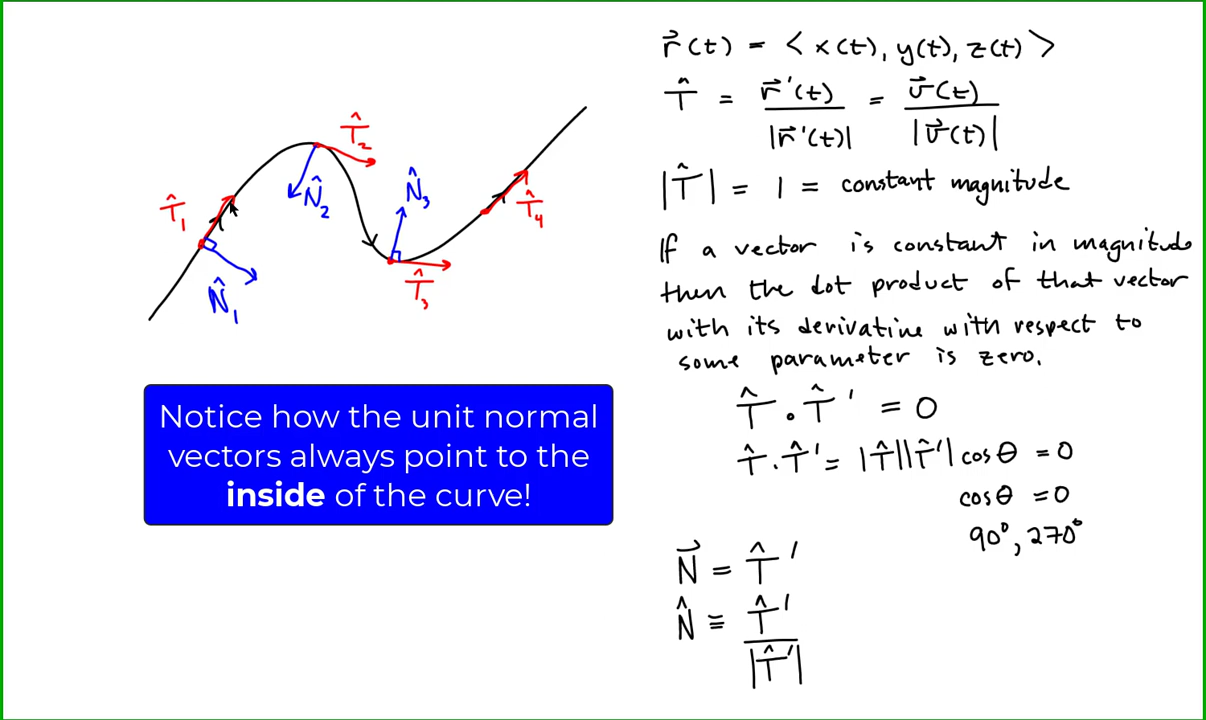 r⃗(t) = < x(t), y(t), z(t) >
T̂ = r⃗'(t) / |r⃗'(t)| = v⃗(t) / |v⃗(t)|
|T̂| = 1 = constant magnitude
If a vector is constant in magnitude
then the dot product of that vector
with its derivative with respect to
some parameter is zero.
T̂ . T̂' = 0
T̂ . T̂' = |T̂||T̂'| cos θ = 0
cos θ = 0
90°, 270°
N⃗ = T̂'
N̂ ≡ T̂' / |T̂'|
T̂₁
N̂₁
T̂₂
N̂₂
N̂₃
T̂₃
T̂₄
Notice how the unit normal
vectors always point to the
inside of the curve!